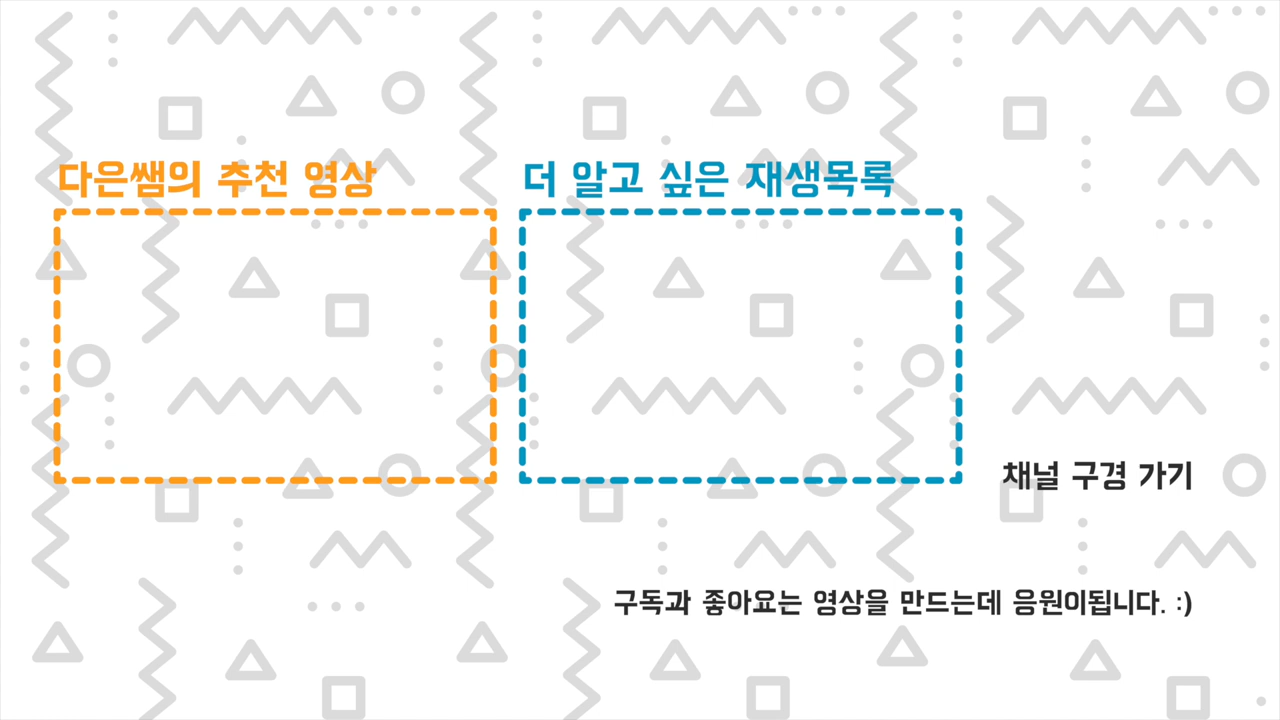 다은쌤의 추천 영상
더 알고 싶은 재생목록
채널 구경 가기
구독과 좋아요는 영상을 만드는데 응원이됩니다. :)